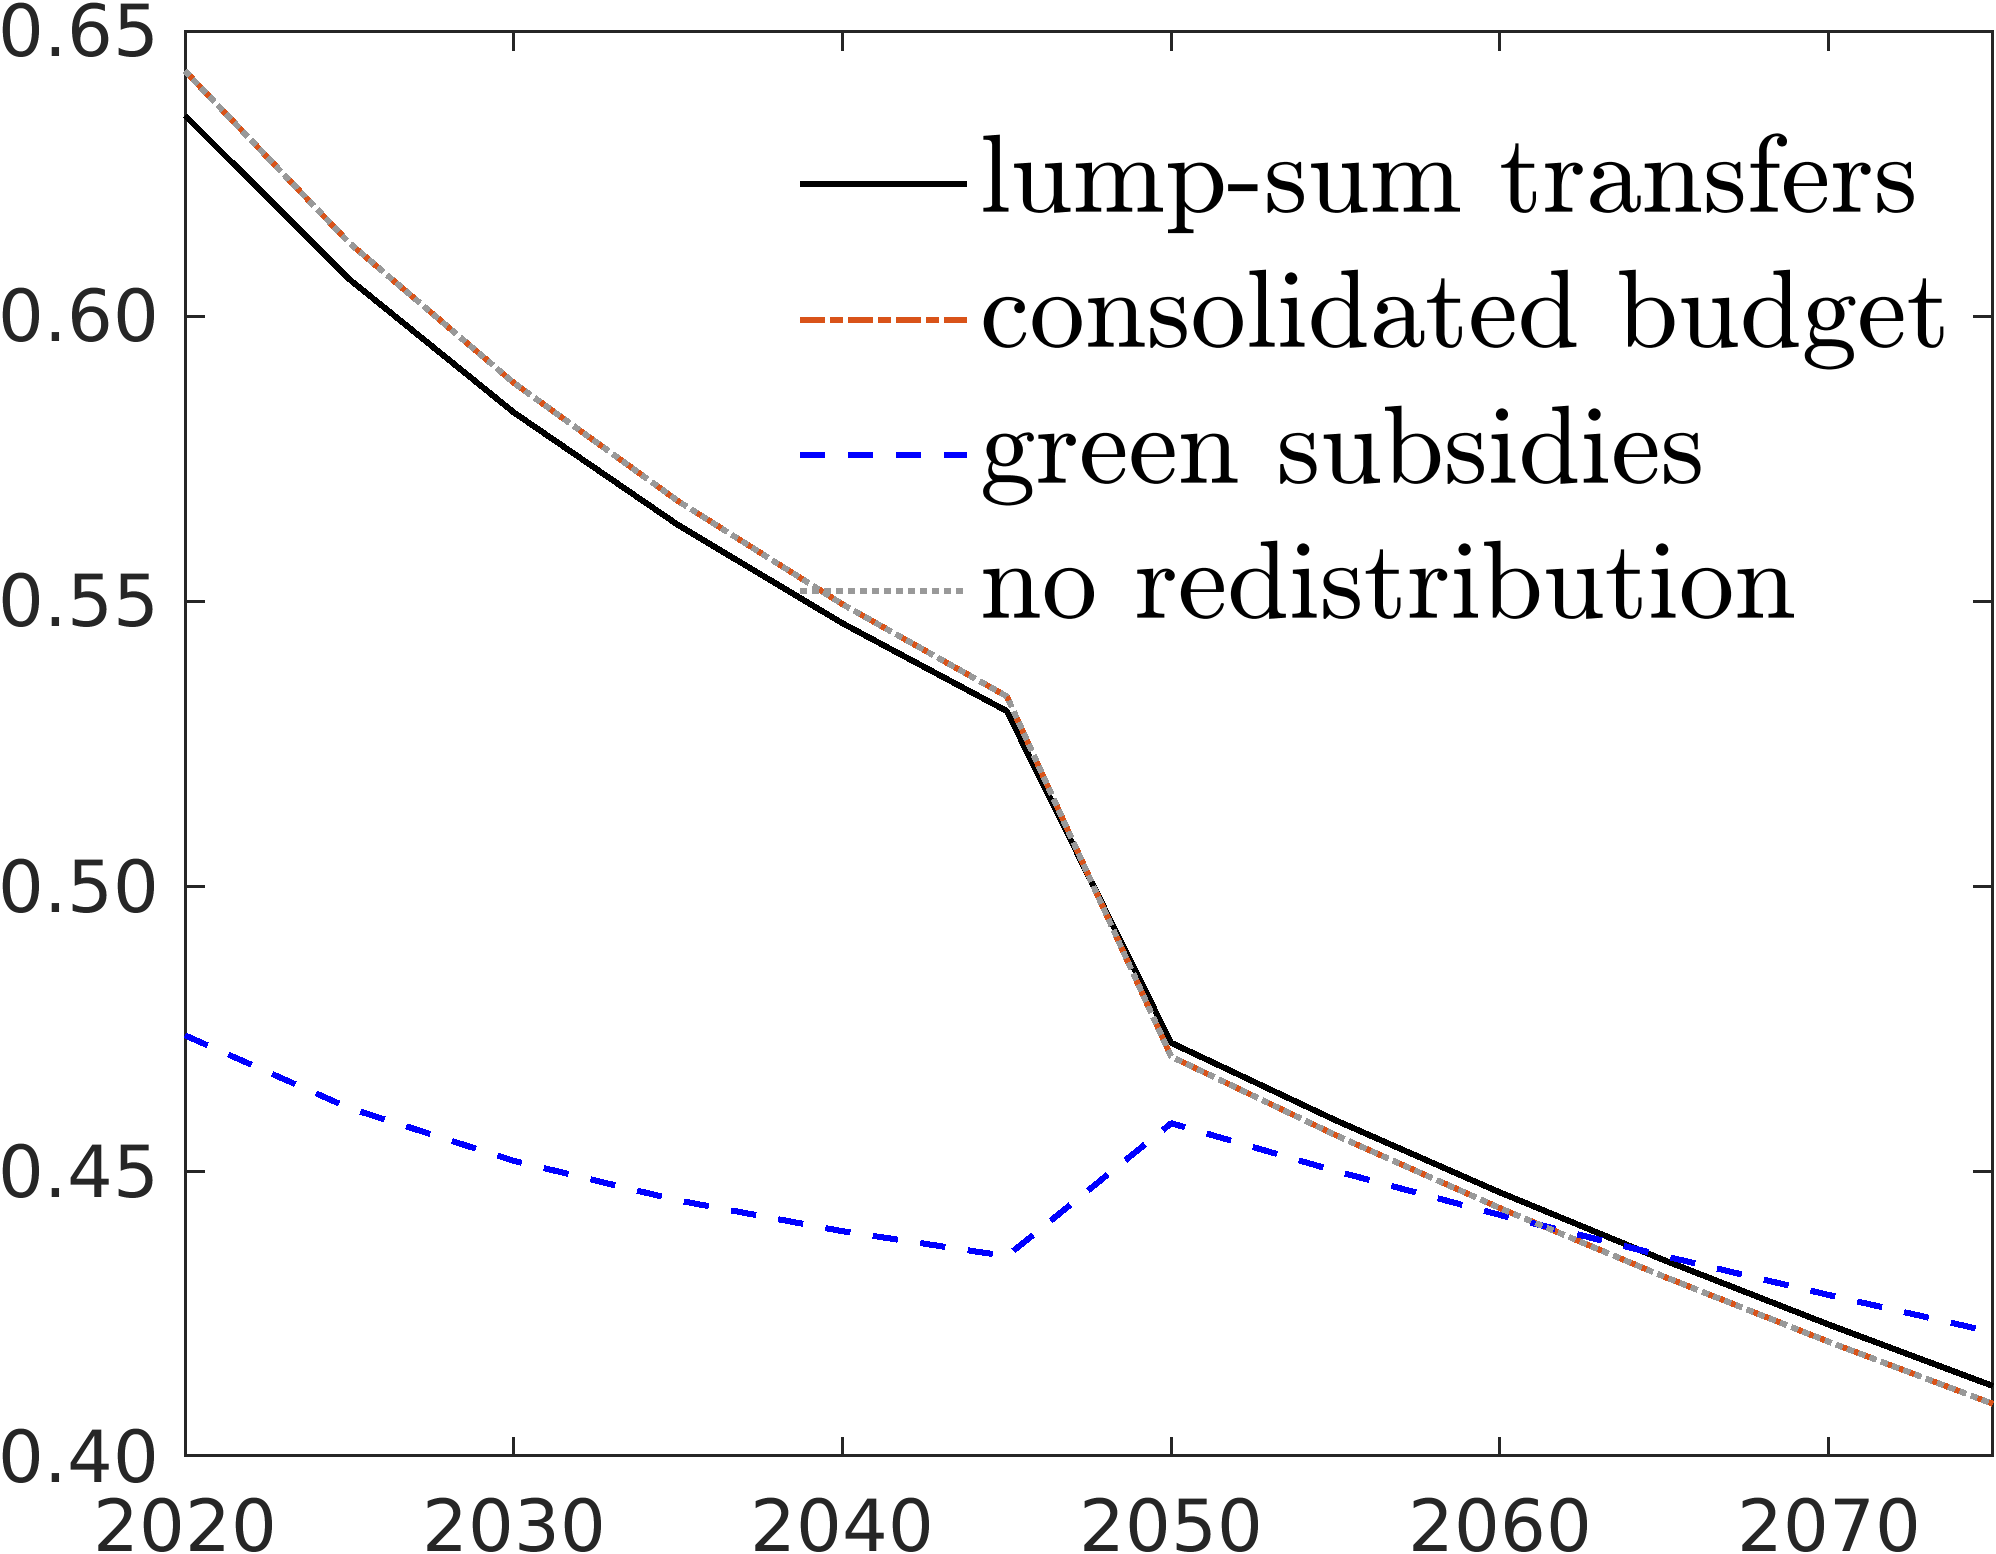 0.65
lump-sum transfers
0.60
consolidated budget
green subsidies
0.55
no redistribution
0.50
0.45
0.40
2020 2030 2040 2050 2060 2070